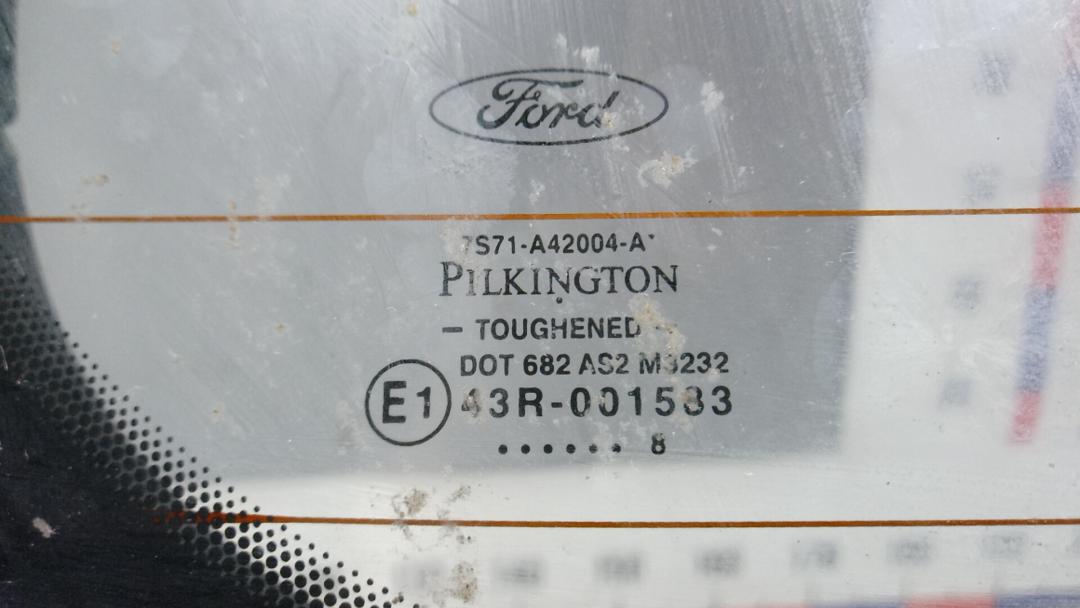 Ford
7S71-A42004-A*
PILKINGTON
- TOUGHENED -
DOT 682 AS2 M3232
E1 43R-001583
...... 8